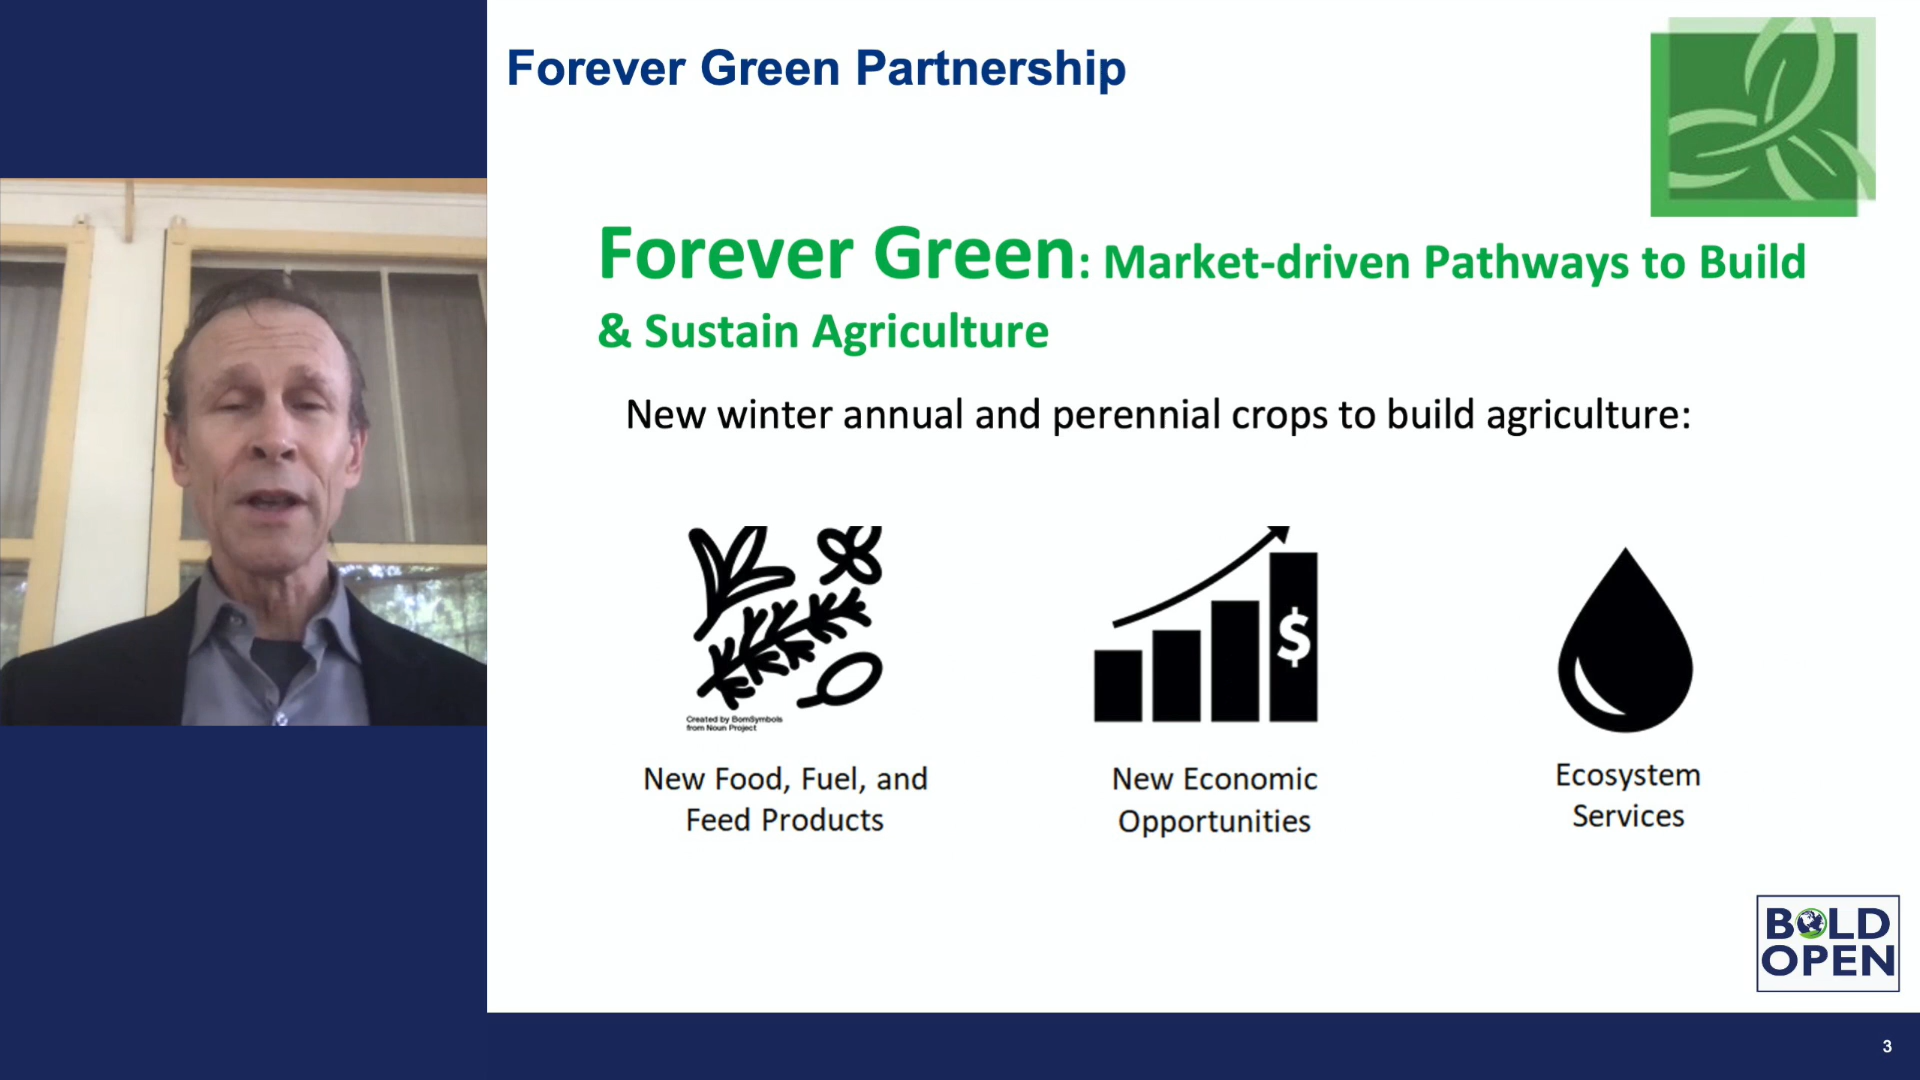 Forever Green Partnership
Forever Green: Market-driven Pathways to Build
& Sustain Agriculture
New winter annual and perennial crops to build agriculture:
$
Created by BomSymbols
from Noun Project
New Food, Fuel, and
Feed Products
New Economic
Opportunities
Ecosystem
Services
BOLD
OPEN
3